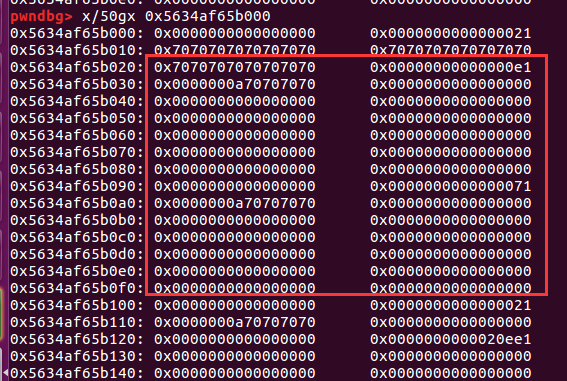 pwndbg> x/50gx 0x5634af65b000
0x5634af65b000: 0x0000000000000000 0x0000000000000021
0x5634af65b010: 0x7070707070707070 0x7070707070707070
0x5634af65b020: 0x7070707070707070 0x00000000000000e1
0x5634af65b030: 0x0000000a70707070 0x0000000000000000
0x5634af65b040: 0x0000000000000000 0x0000000000000000
0x5634af65b050: 0x0000000000000000 0x0000000000000000
0x5634af65b060: 0x0000000000000000 0x0000000000000000
0x5634af65b070: 0x0000000000000000 0x0000000000000000
0x5634af65b080: 0x0000000000000000 0x0000000000000000
0x5634af65b090: 0x0000000000000000 0x0000000000000071
0x5634af65b0a0: 0x0000000a70707070 0x0000000000000000
0x5634af65b0b0: 0x0000000000000000 0x0000000000000000
0x5634af65b0c0: 0x0000000000000000 0x0000000000000000
0x5634af65b0d0: 0x0000000000000000 0x0000000000000000
0x5634af65b0e0: 0x0000000000000000 0x0000000000000000
0x5634af65b0f0: 0x0000000000000000 0x0000000000000000
0x5634af65b100: 0x0000000000000000 0x0000000000000021
0x5634af65b110: 0x0000000a70707070 0x0000000000000000
0x5634af65b120: 0x0000000000000000 0x0000000000020ee1
0x5634af65b130: 0x0000000000000000 0x0000000000000000
0x5634af65b140: 0x0000000000000000 0x0000000000000000